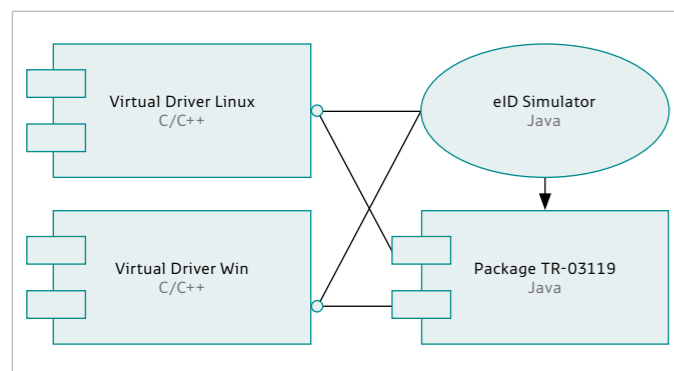 Virtual Driver Linux
C/C++
eID Simulator
Java
Virtual Driver Win
C/C++
Package TR-03119
Java